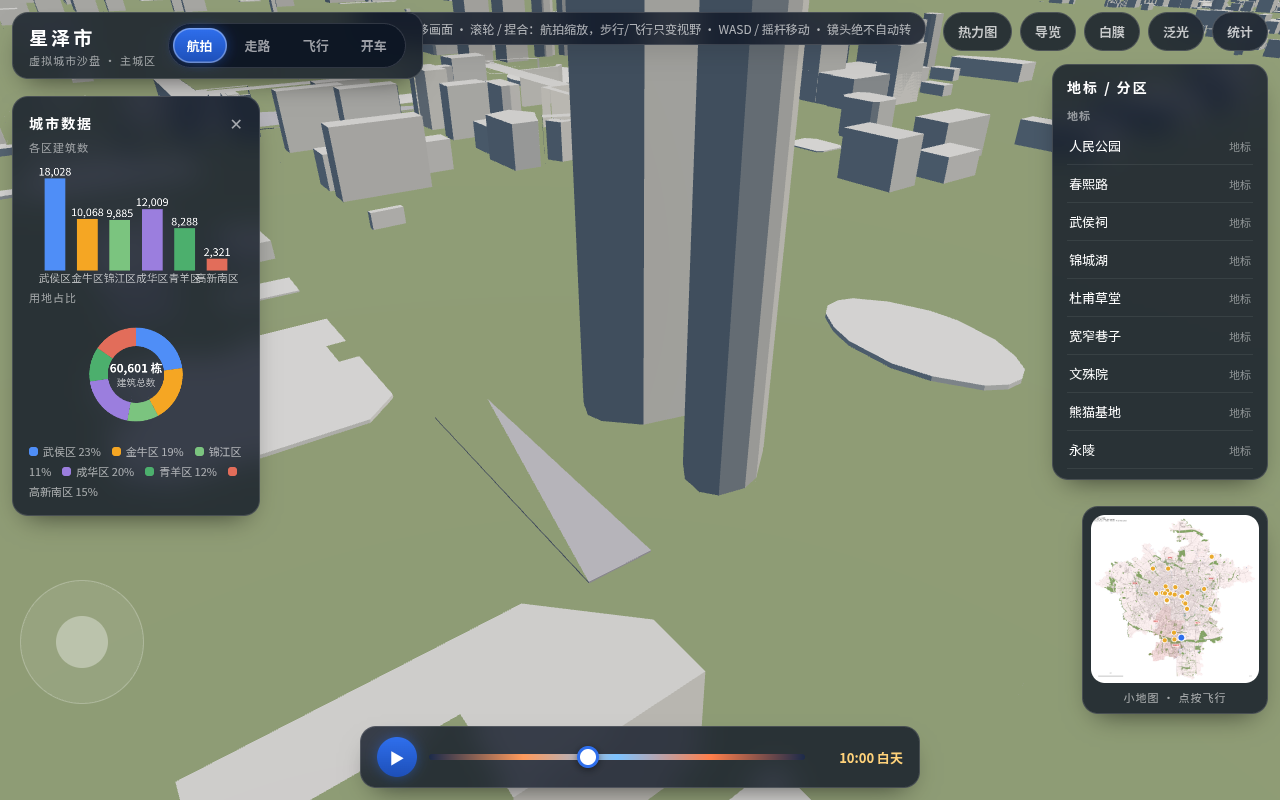 星泽市
虚拟城市沙盘 · 主城区
航拍 走路 飞行 开车
移画面 · 滚轮 / 捏合：航拍缩放，步行/飞行只变视野 · WASD / 摇杆移动 · 镜头绝不自动转
热力图 导览 白膜 泛光 统计
城市数据 ✕
各区建筑数
18,028
12,009
10,068 9,885
8,288
2,321
武侯区 金牛区 锦江区 成华区 青羊区 高新南区
用地占比
60,601 栋
建筑总数
武侯区 23% 金牛区 19% 锦江区
11% 成华区 20% 青羊区 12%
高新南区 15%
地标 / 分区
地标
人民公园 地标
春熙路 地标
武侯祠 地标
锦城湖 地标
杜甫草堂 地标
宽窄巷子 地标
文殊院 地标
熊猫基地 地标
永陵 地标
小地图 · 点按飞行
10:00 白天